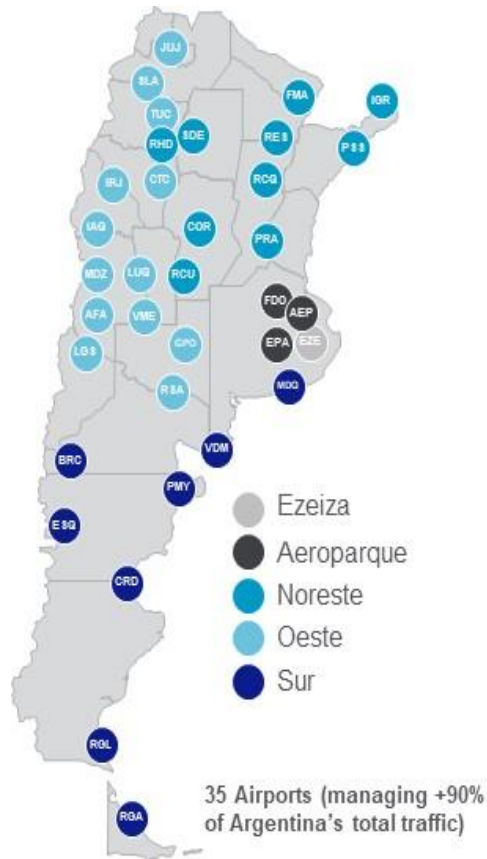 JUJ
SLA
FMA
IGR
TUC
SDE
RES
RHD
PSS
CTC
RCQ
IRJ
COR
PRA
MDZ
LUQ
RCU
FDO
AEP
AFA
VME
EPA
EZE
LGS
GPO
MDQ
RSA
VDM
BRC
PMY
ESQ
CRD
Ezeiza
Aeroparque
Noreste
Oeste
Sur
RGL
RGA
35 Airports (managing +90%
of Argentina's total traffic)